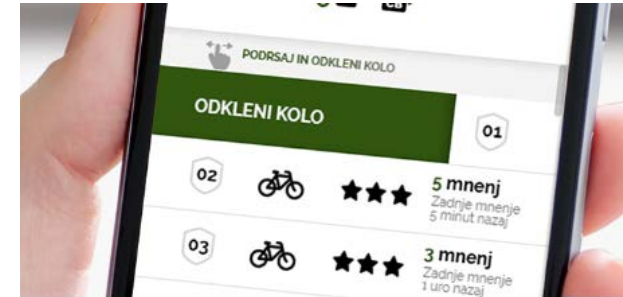 CB
PODRSAJ IN ODKLENI KOLO
ODKLENI KOLO
01
02
5 mnenj
Zadnje mnenje
5 minut nazaj
03
3 mnenj
Zadnje mnenje
1 uro nazaj